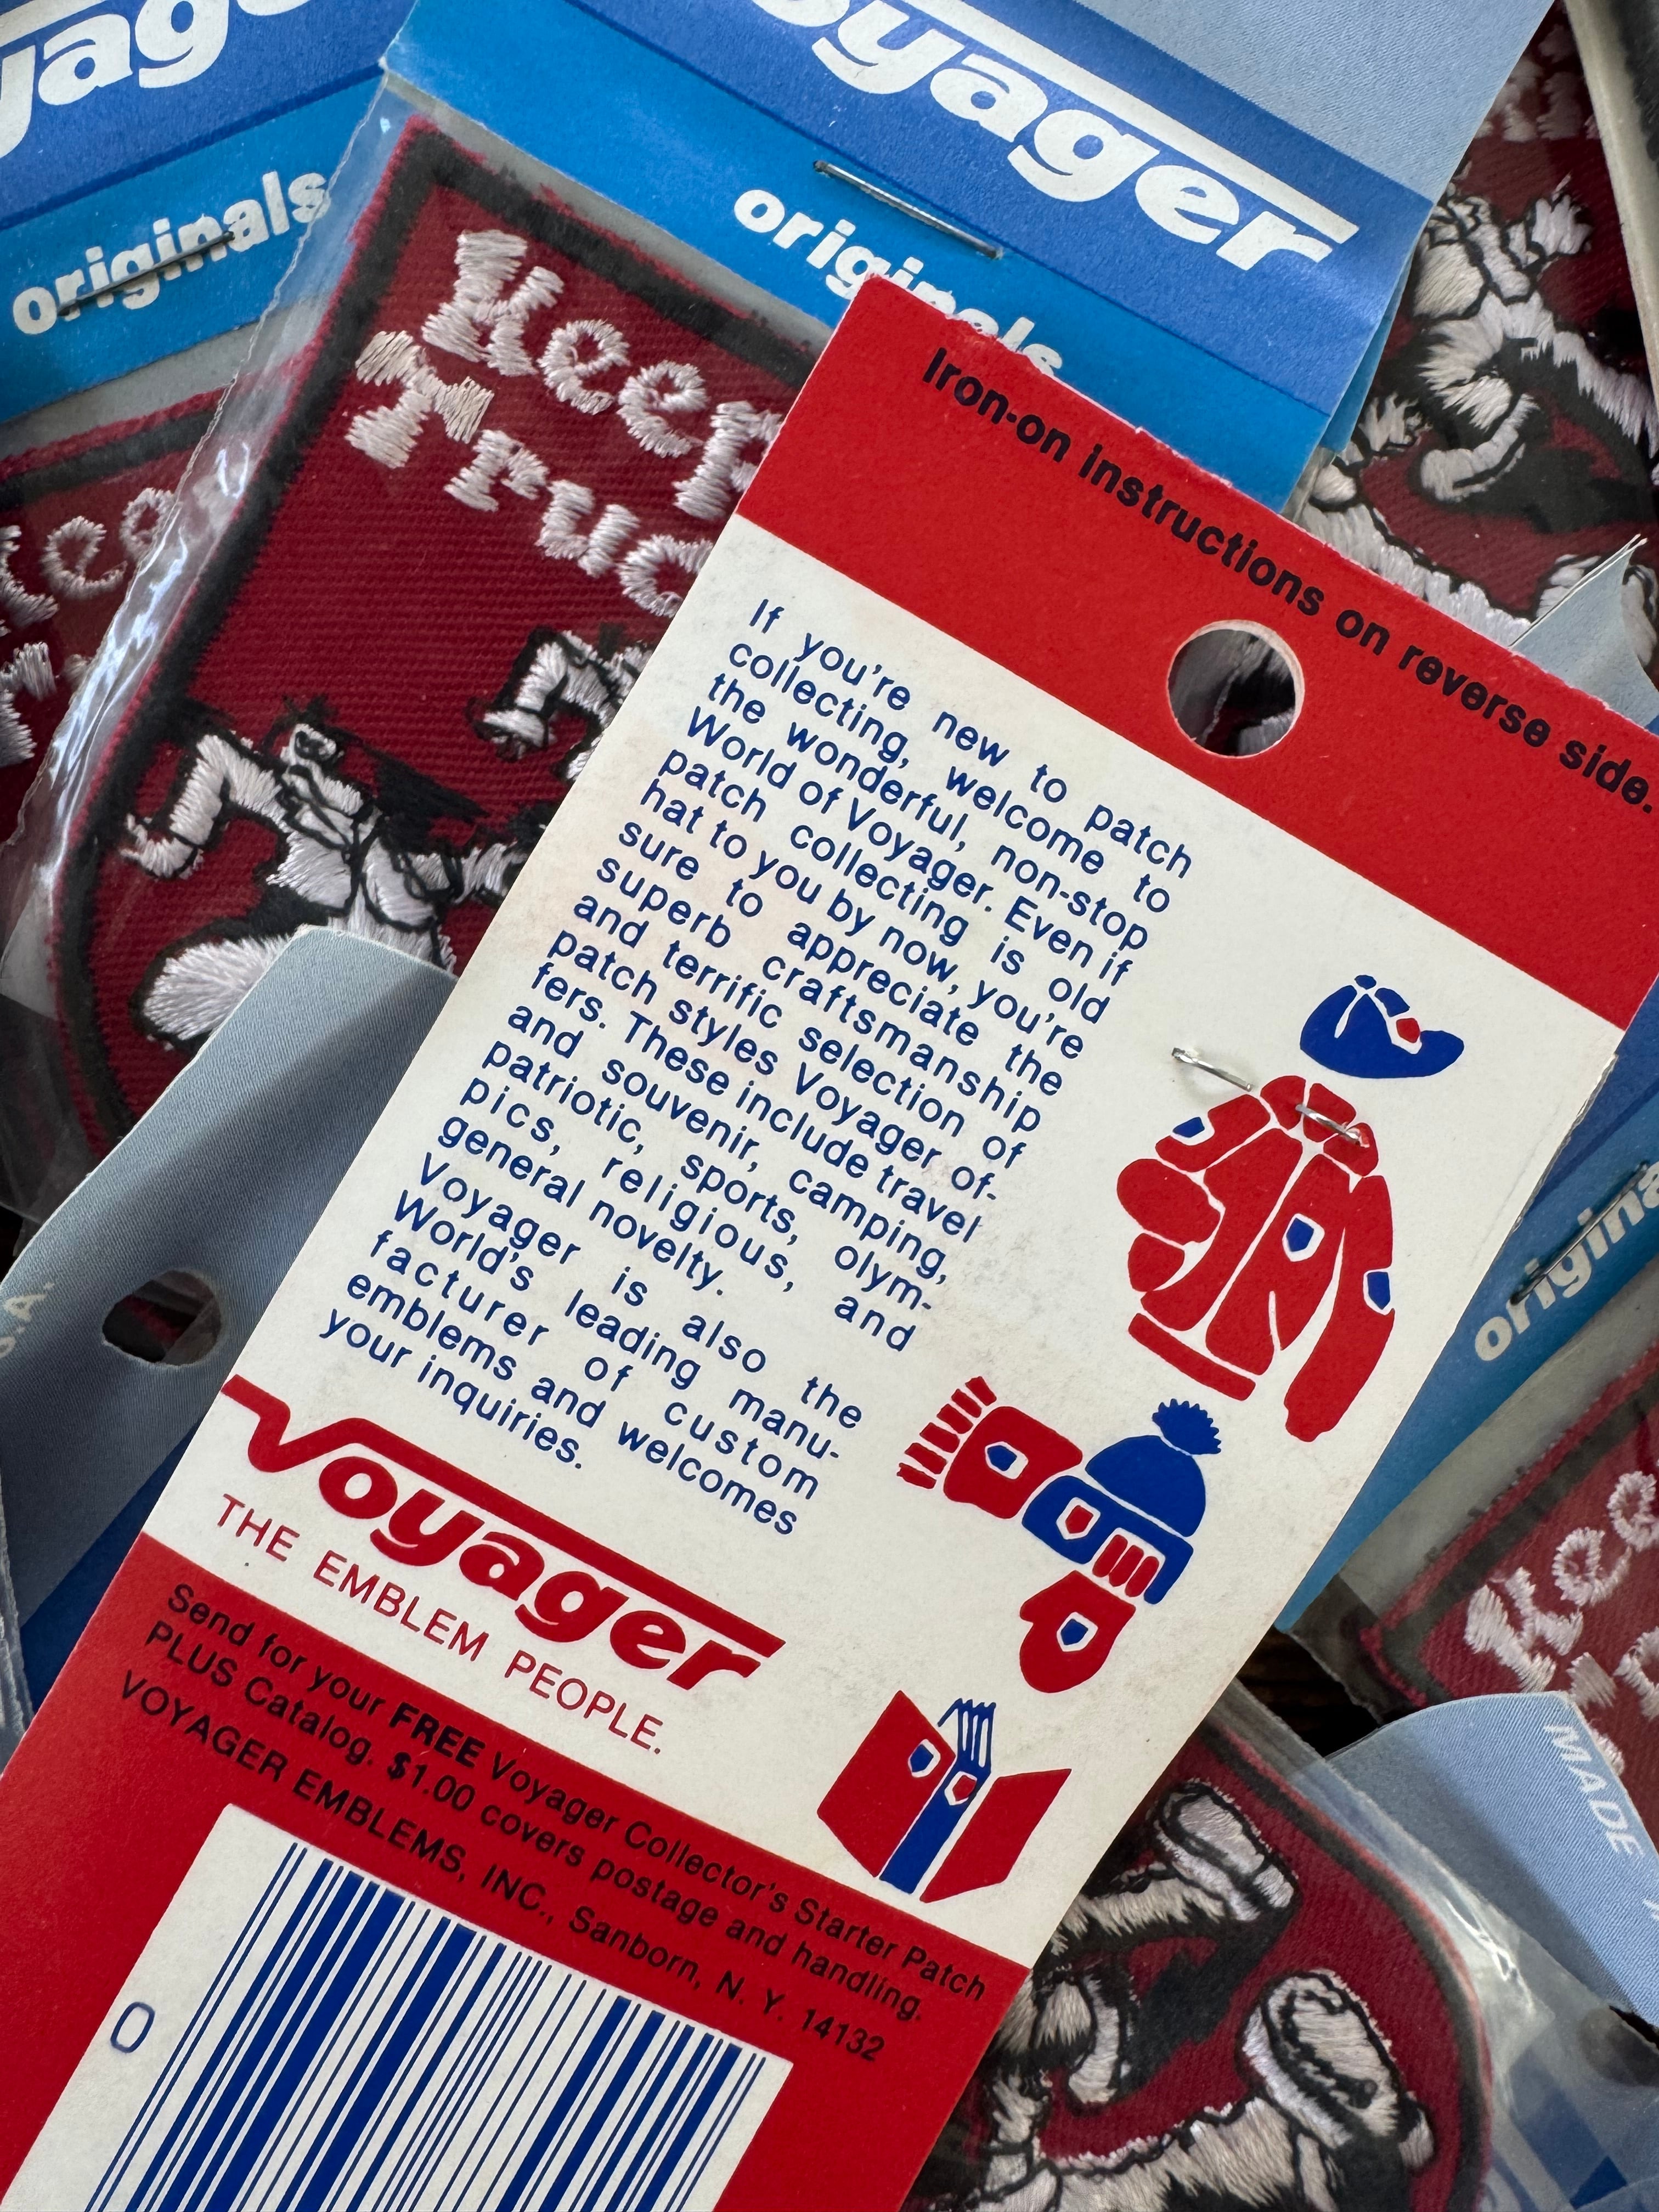 originals
oyager
originals
Keep
Truc
Iron-on instructions on reverse side.
If you're new to patch
collecting, welcome to
the wonderful, non-stop
World of Voyager. Even if
patch collecting is old
hat to you by now, you're
sure to appreciate the
superb craftsmanship
and terrific selection of
patch styles Voyager of-
fers. These include travel
and souvenir, camping,
patriotic, sports, olym-
pics, religious, and
general novelty.
Voyager is also the
World's leading manu-
facturer of custom
emblems and welcomes
your inquiries.
Voyager
THE EMBLEM PEOPLE.
Send for your FREE Voyager Collector's Starter Patch
PLUS Catalog. $1.00 covers postage and handling.
VOYAGER EMBLEMS, INC., Sanborn, N. Y. 14132
0
origina
MADE